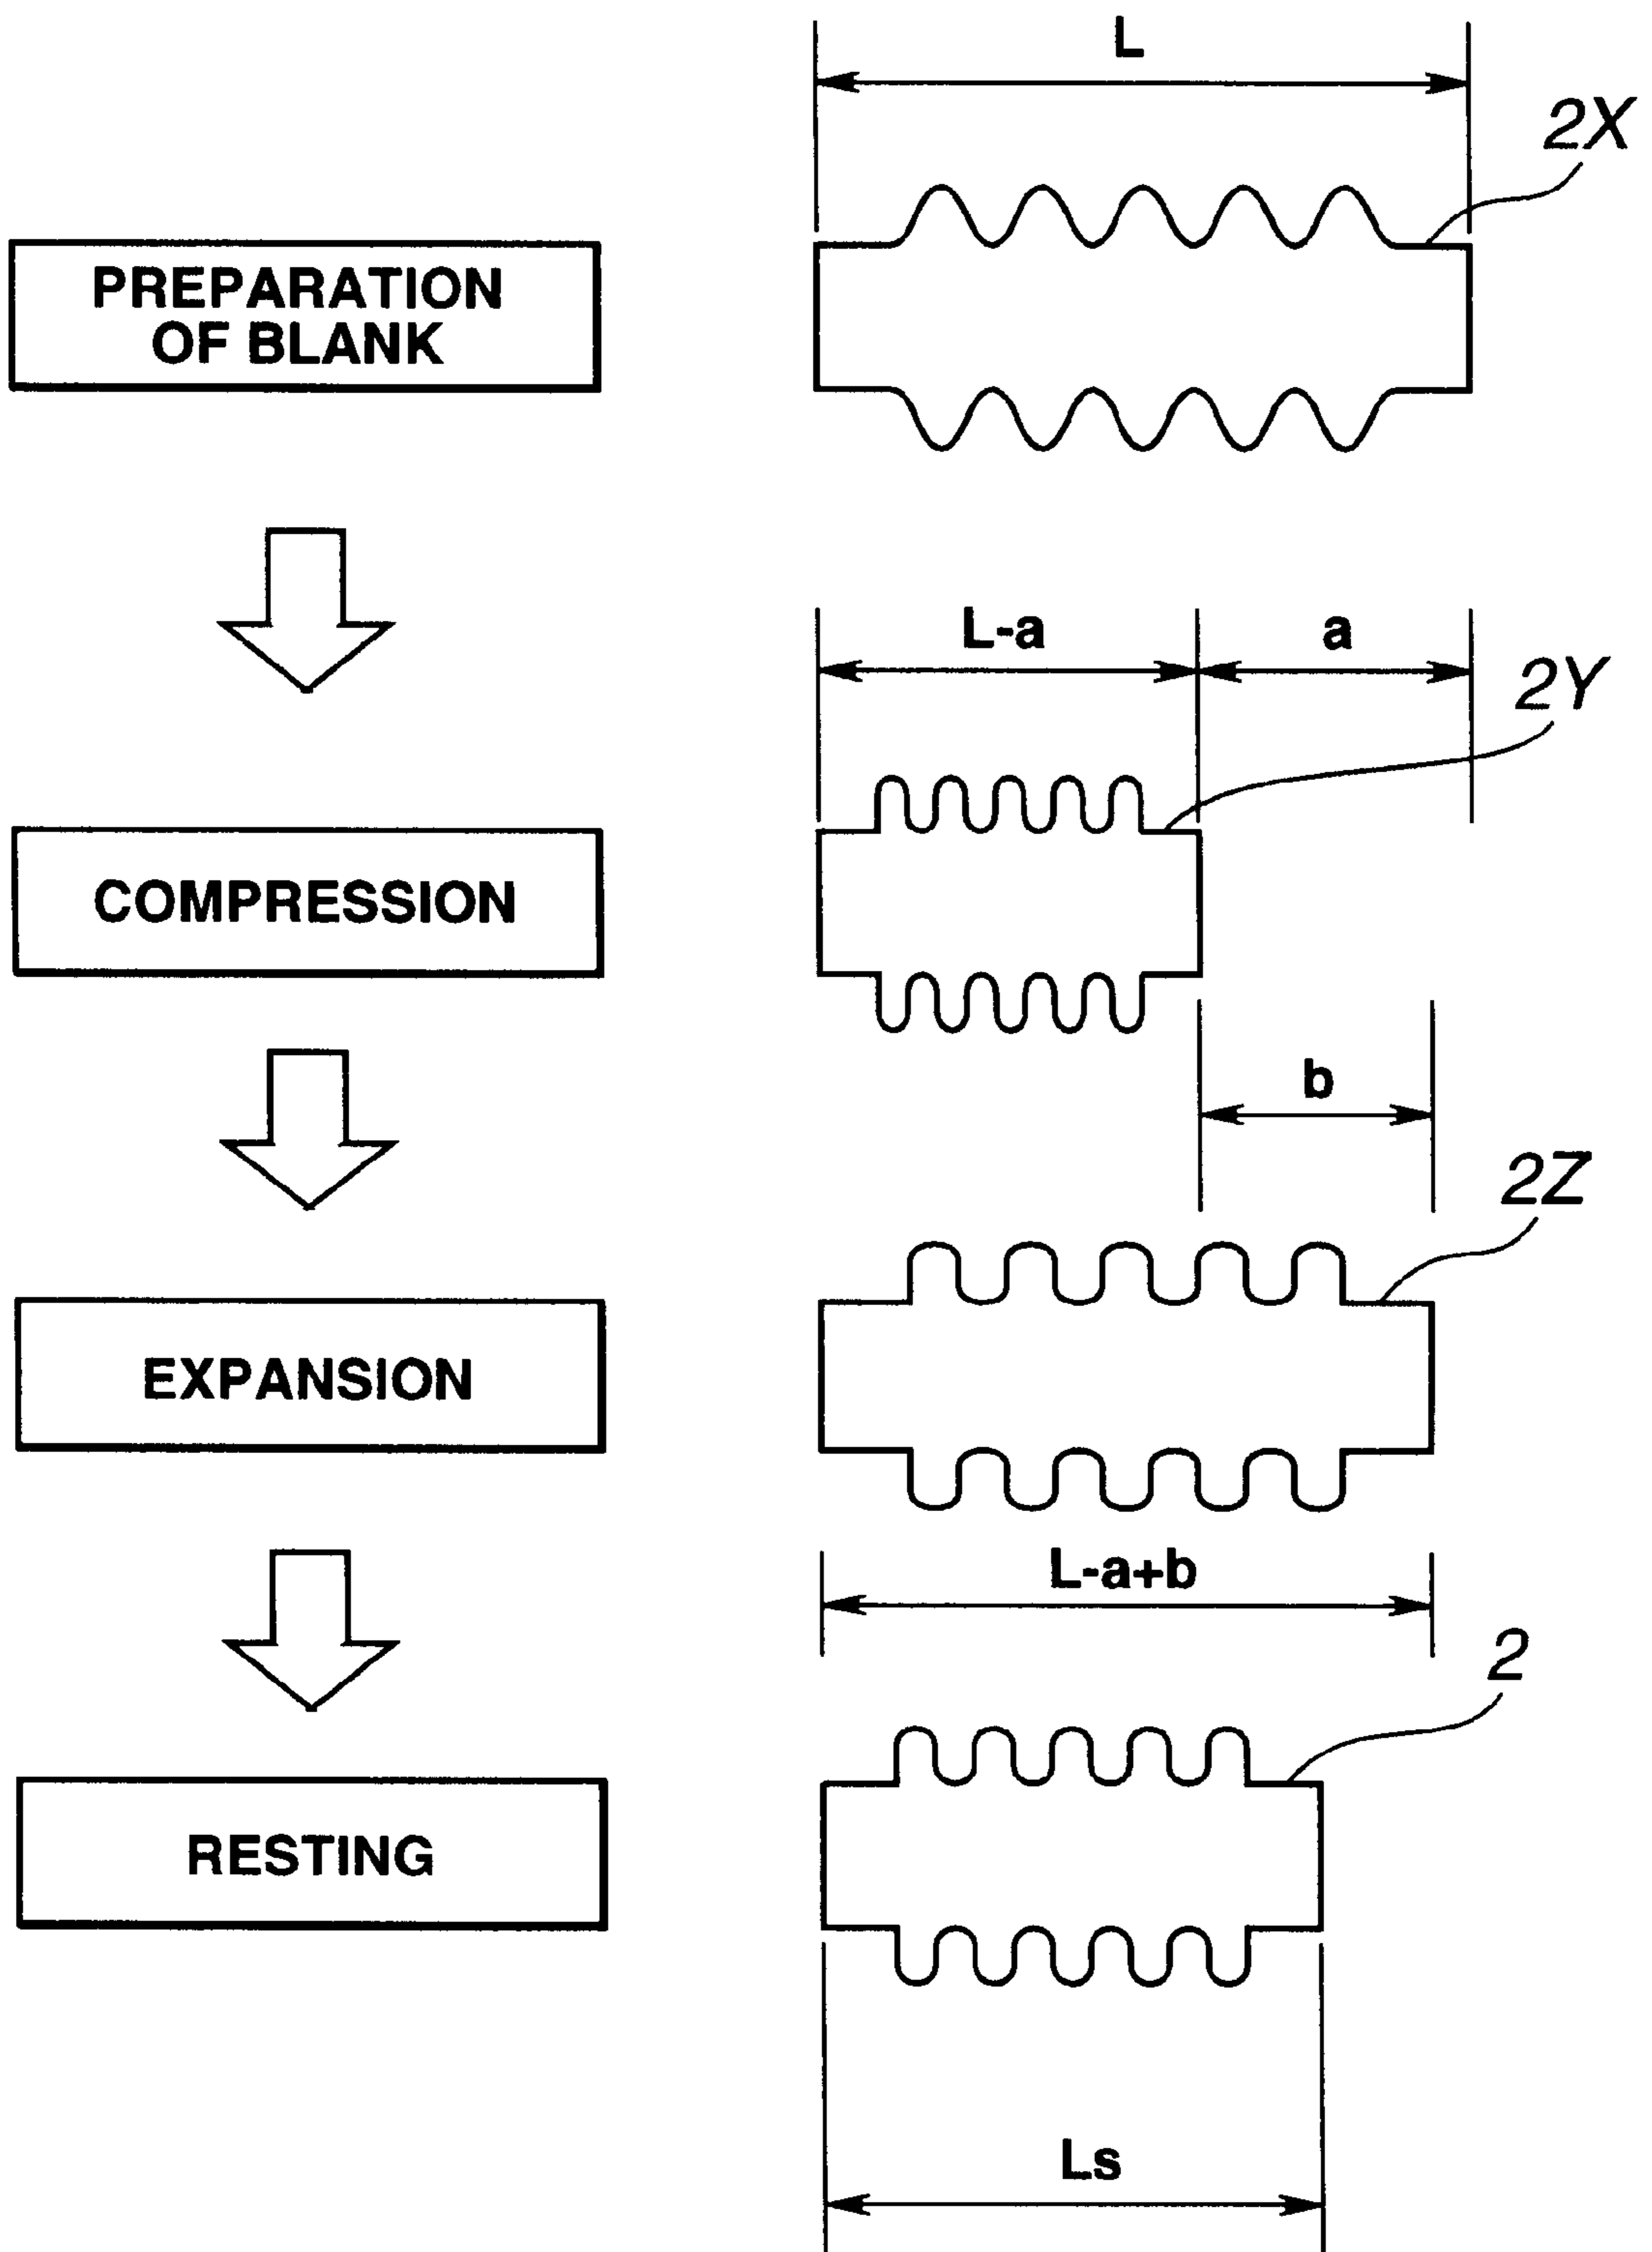 L
2X
PREPARATION
OF BLANK
L-a
a
2Y
COMPRESSION
b
2Z
EXPANSION
L-a+b
2
RESTING
Ls